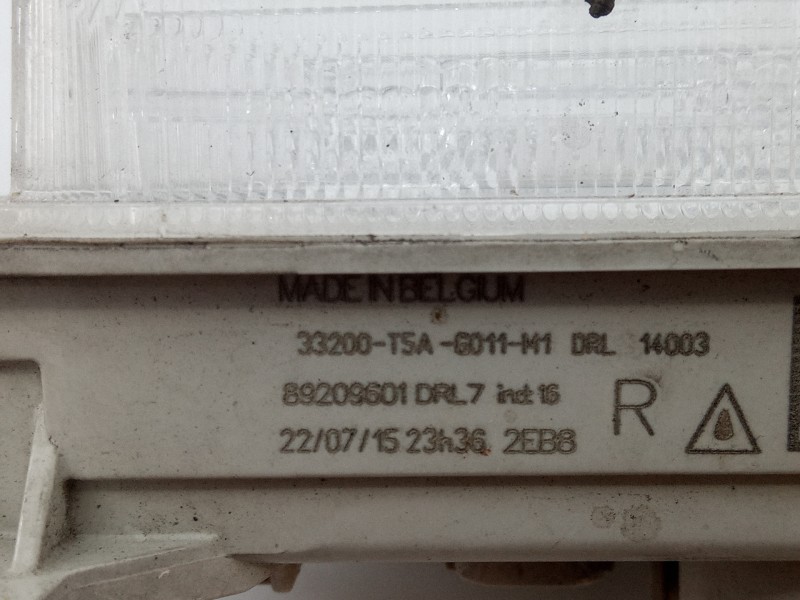 MADE IN BELGIUM
33200-T5A-G011-M1 DRL 14003
89209601 DRL7 ind:16 R
22/07/15 23h36 2EB8